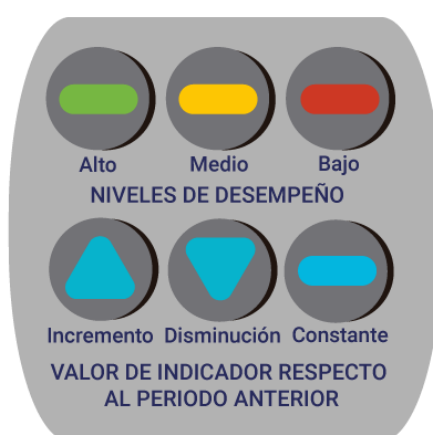 Alto Medio Bajo
NIVELES DE DESEMPEÑO
Incremento Disminución Constante
VALOR DE INDICADOR RESPECTO
AL PERIODO ANTERIOR